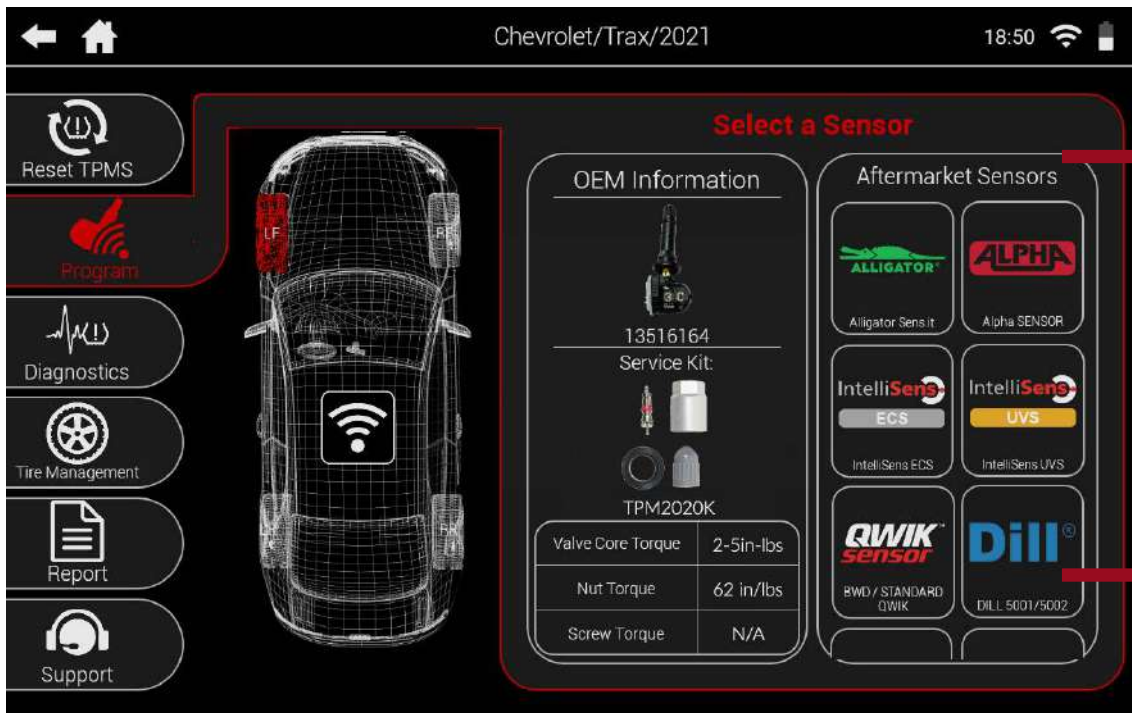 Chevrolet/Trax/2021
18:50
Reset TPMS
Program
Diagnostics
Tire Management
Report
Support
LF
Select a Sensor
OEM Information
13516164
Service Kit:
TPM2020K
Valve Core Torque 2-5in-lbs
Nut Torque 62 in/lbs
Screw Torque N/A
Aftermarket Sensors
ALLIGATOR®
Alligator Sens.it
ALPHA
Alpha SENSOR
IntelliSens
ECS
IntelliSens ECS
IntelliSens
UVS
IntelliSens UVS
QWIK™
sensor
BWD / STANDARD
QWIK
Dill®
DILL 5001/5002